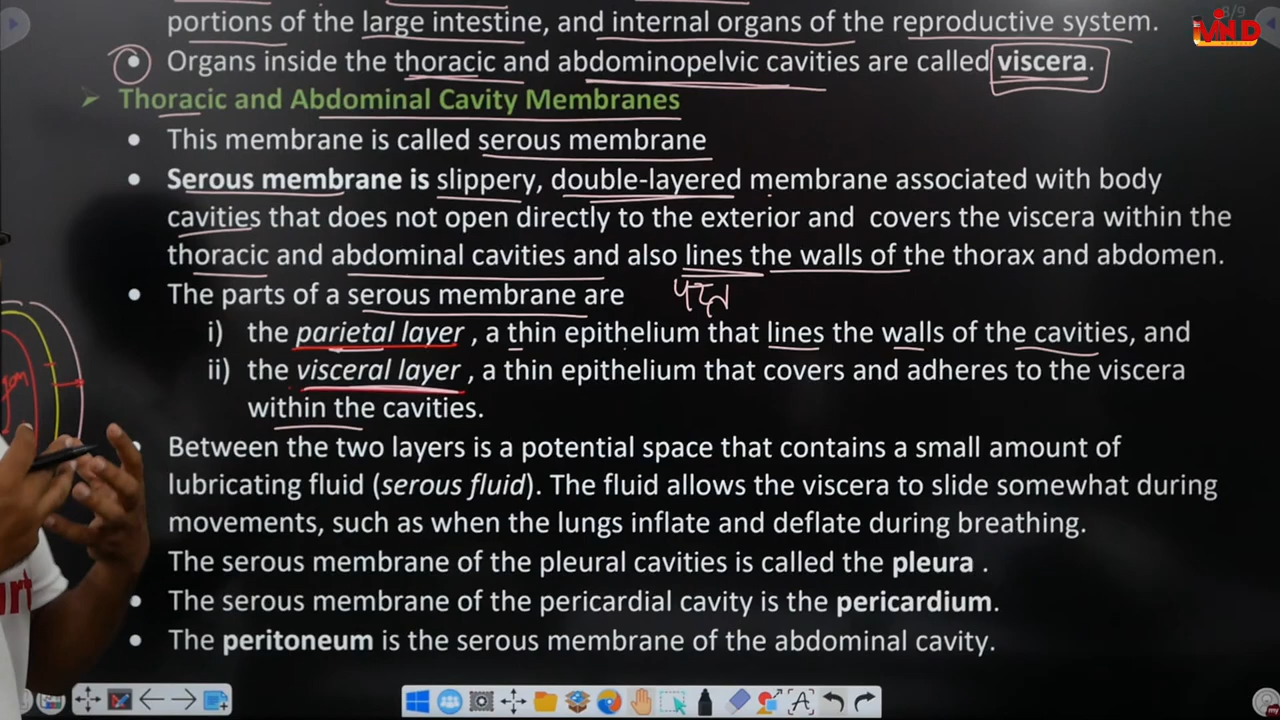 8/9
MIND
portions of the large intestine, and internal organs of the reproductive system.
• Organs inside the thoracic and abdominopelvic cavities are called viscera.
➤ Thoracic and Abdominal Cavity Membranes
• This membrane is called serous membrane
• Serous membrane is slippery, double-layered membrane associated with body
cavities that does not open directly to the exterior and covers the viscera within the
thoracic and abdominal cavities and also lines the walls of the thorax and abdomen.
• The parts of a serous membrane are
i) the parietal layer , a thin epithelium that lines the walls of the cavities, and
ii) the visceral layer , a thin epithelium that covers and adheres to the viscera
within the cavities.
Between the two layers is a potential space that contains a small amount of
lubricating fluid (serous fluid). The fluid allows the viscera to slide somewhat during
movements, such as when the lungs inflate and deflate during breathing.
The serous membrane of the pleural cavities is called the pleura .
• The serous membrane of the pericardial cavity is the pericardium.
• The peritoneum is the serous membrane of the abdominal cavity.